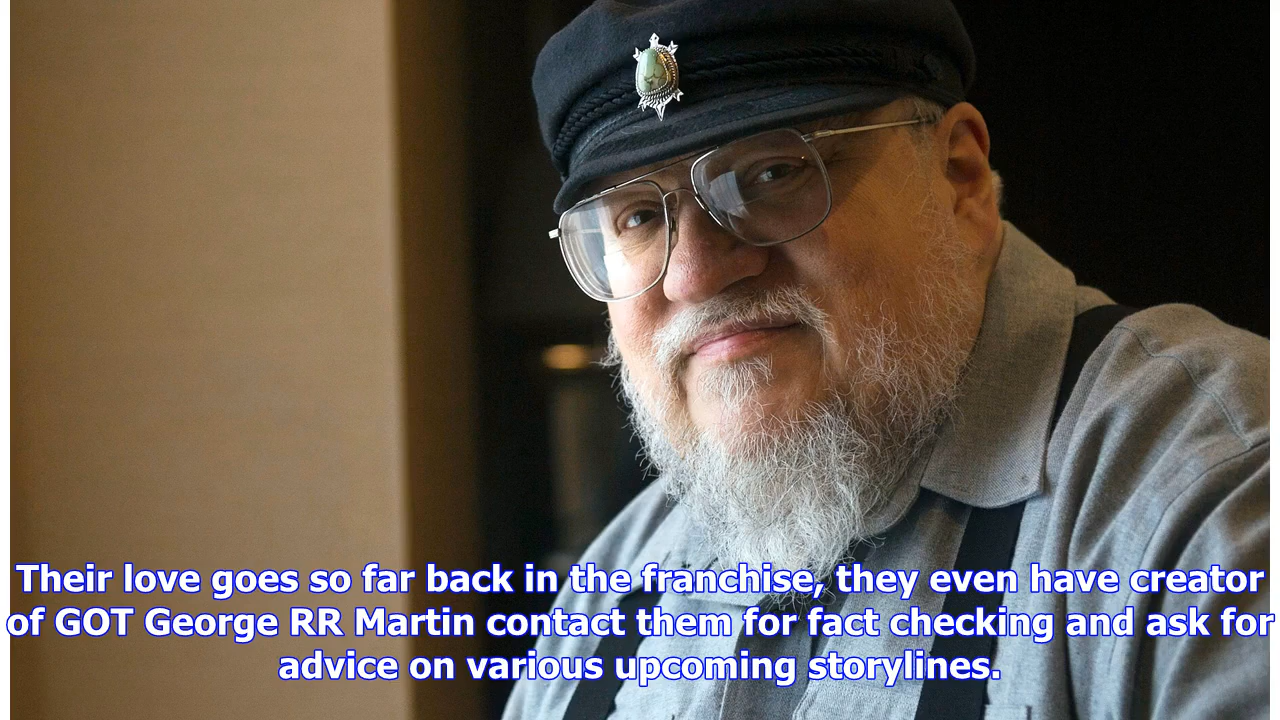 Their love goes so far back in the franchise, they even have creator
of GOT George RR Martin contact them for fact checking and ask for
advice on various upcoming storylines.